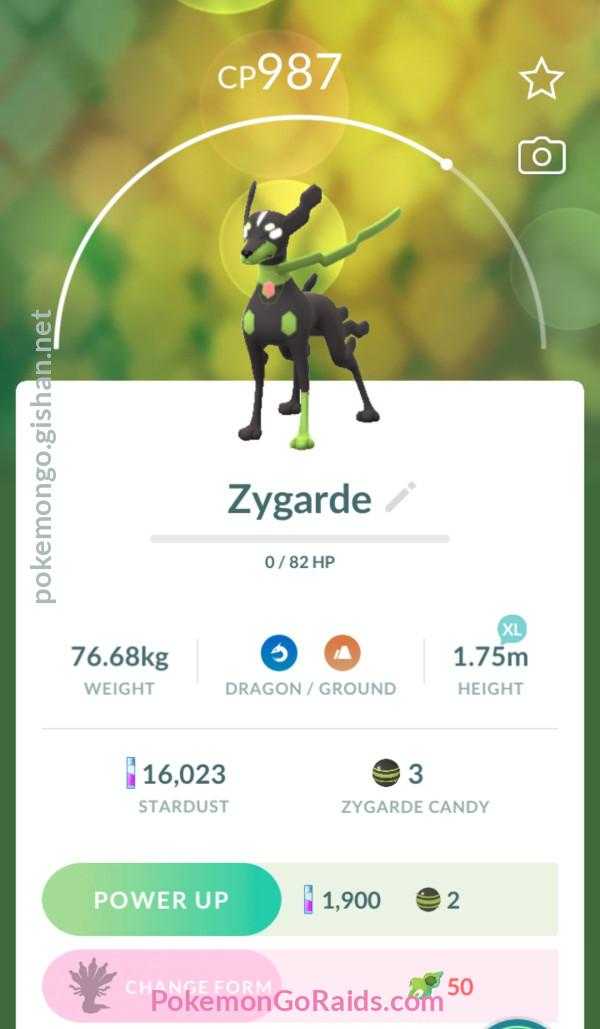 CP987
pokemongo.gishan.net
Zygarde
0 / 82 HP
XL
76.68kg
1.75m
WEIGHT
DRAGON / GROUND
HEIGHT
16,023
3
STARDUST
ZYGARDE CANDY
POWER UP
1,900
2
CHANGE FORM
50
PokemonGoRaids.com